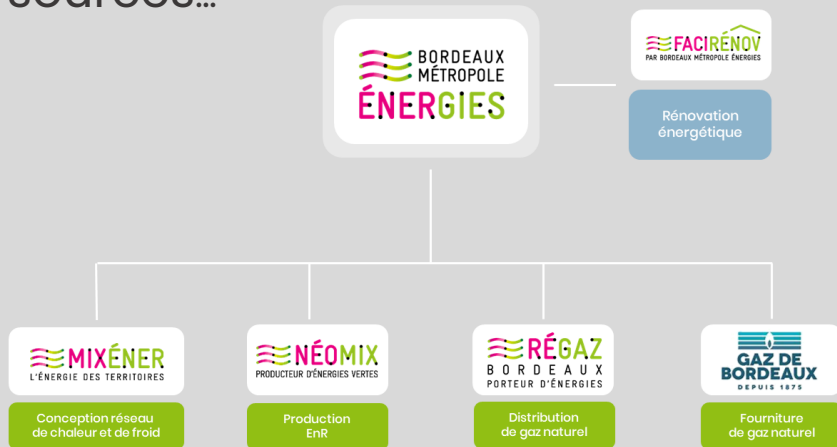 sources...
BORDEAUX
MÉTROPOLE
ÉNERGIES
FACIRÉNOV
PAR BORDEAUX MÉTROPOLE ÉNERGIES
Rénovation
énergétique
MIXÉNER
L'ÉNERGIE DES TERRITOIRES
Conception réseau
de chaleur et de froid
NÉOMIX
PRODUCTEUR D'ÉNERGIES VERTES
Production
EnR
RÉGAZ
BORDEAUX
PORTEUR D'ÉNERGIES
Distribution
de gaz naturel
GAZ DE
BORDEAUX
DEPUIS 1875
Fourniture
de gaz naturel